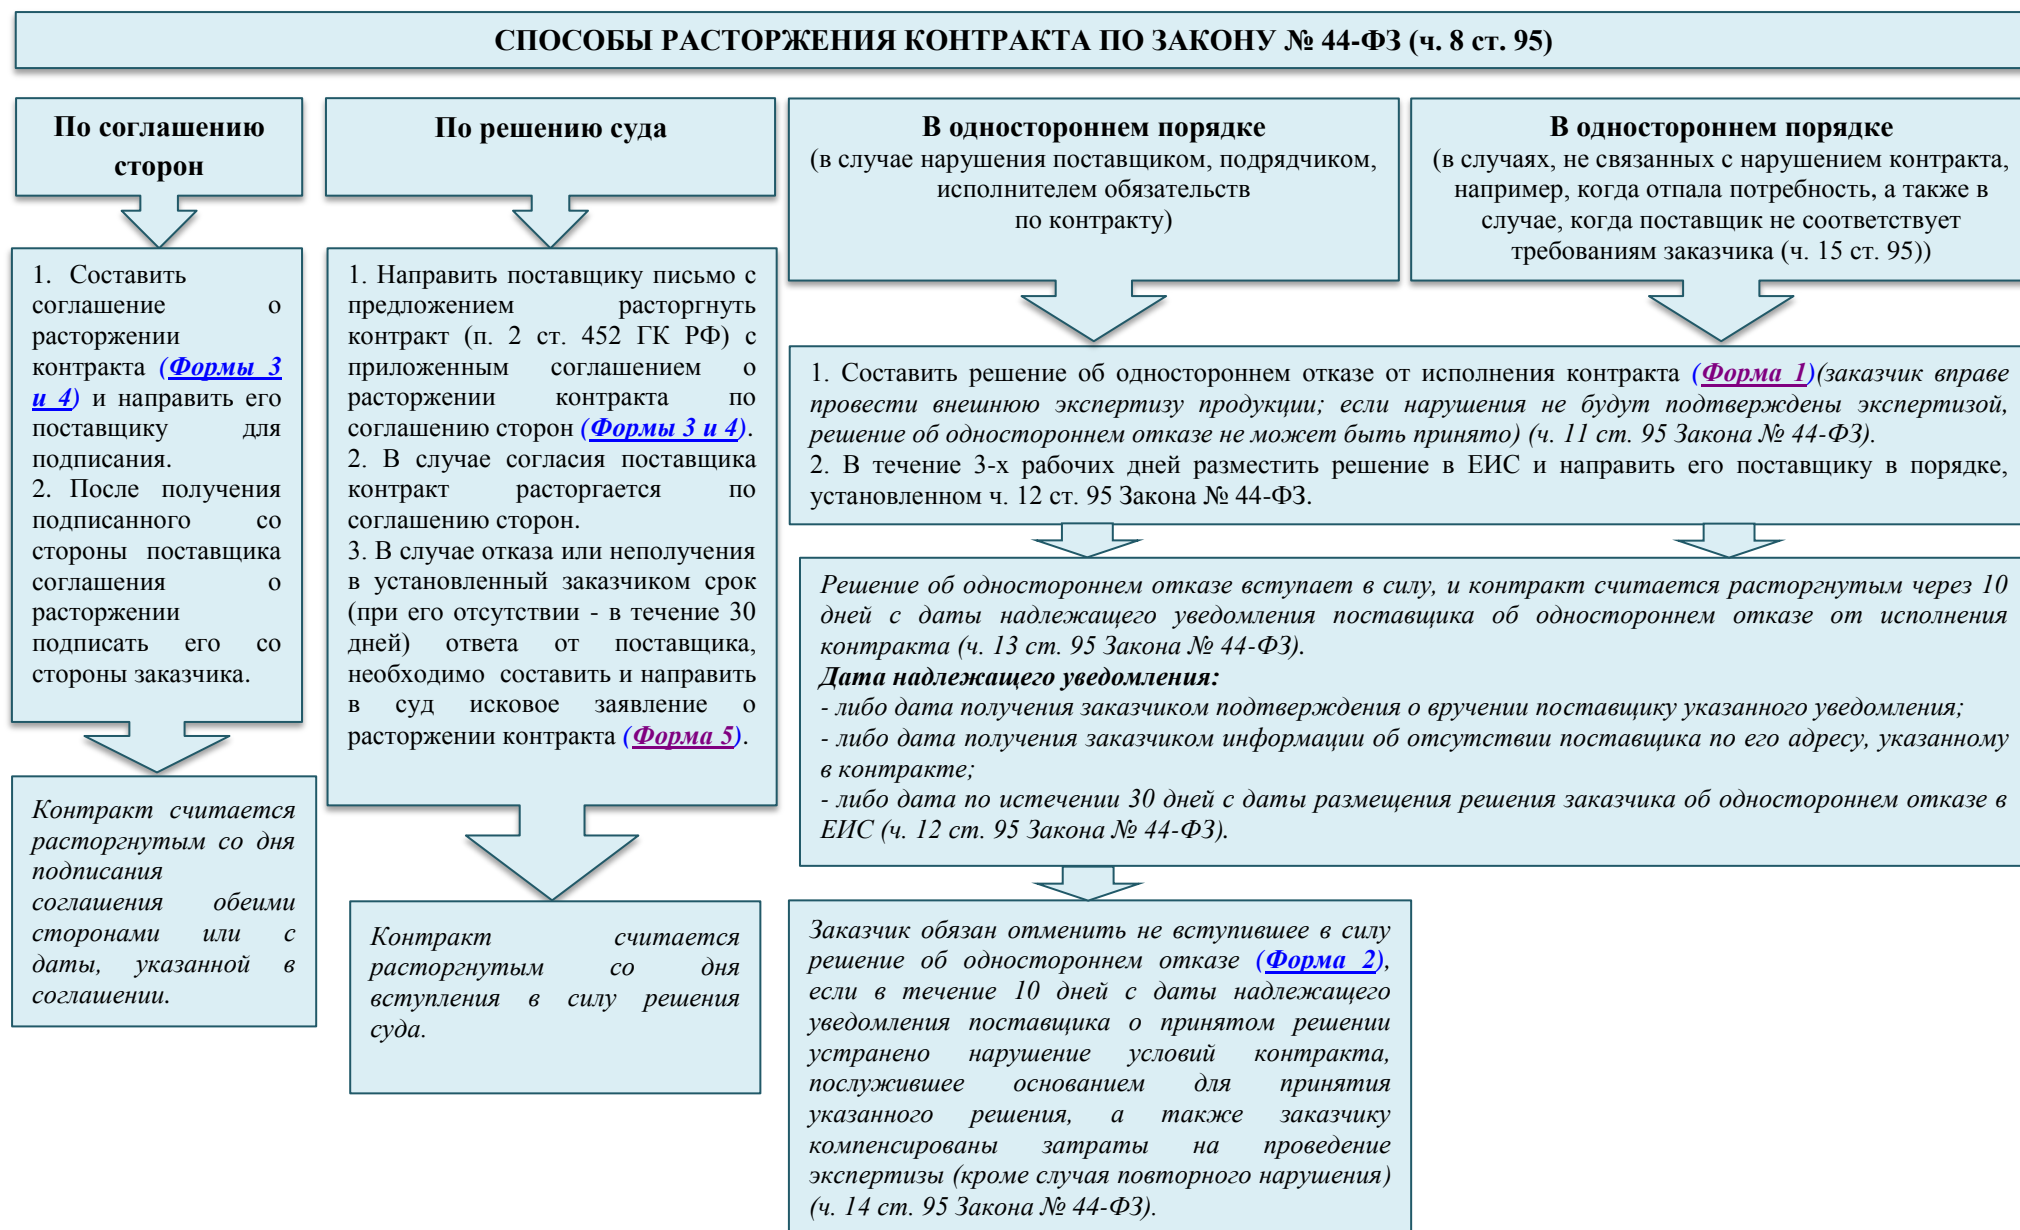 СПОСОБЫ РАСТОРЖЕНИЯ КОНТРАКТА ПО ЗАКОНУ № 44-ФЗ (ч. 8 ст. 95)
По соглашению
сторон
1. Составить
соглашение о
расторжении
контракта (Формы 3
и 4) и направить его
поставщику для
подписания.
2. После получения
подписанного со
стороны поставщика
соглашения о
расторжении
подписать его со
стороны заказчика.
Контракт считается
расторгнутым со дня
подписания
соглашения обеими
сторонами или с
даты, указанной в
соглашении.
По решению суда
1. Направить поставщику письмо с
предложением расторгнуть
контракт (п. 2 ст. 452 ГК РФ) с
приложенным соглашением о
расторжении контракта по
соглашению сторон (Формы 3 и 4).
2. В случае согласия поставщика
контракт расторгается по
соглашению сторон.
3. В случае отказа или неполучения
в установленный заказчиком срок
(при его отсутствии - в течение 30
дней) ответа от поставщика,
необходимо составить и направить
в суд исковое заявление о
расторжении контракта (Форма 5).
Контракт считается
расторгнутым со дня
вступления в силу решения
суда.
В одностороннем порядке
(в случае нарушения поставщиком, подрядчиком,
исполнителем обязательств
по контракту)
В одностороннем порядке
(в случаях, не связанных с нарушением контракта,
например, когда отпала потребность, а также в
случае, когда поставщик не соответствует
требованиям заказчика (ч. 15 ст. 95))
1. Составить решение об одностороннем отказе от исполнения контракта (Форма 1)(заказчик вправе
провести внешнюю экспертизу продукции; если нарушения не будут подтверждены экспертизой,
решение об одностороннем отказе не может быть принято) (ч. 11 ст. 95 Закона № 44-ФЗ).
2. В течение 3-х рабочих дней разместить решение в ЕИС и направить его поставщику в порядке,
установленном ч. 12 ст. 95 Закона № 44-ФЗ.
Решение об одностороннем отказе вступает в силу, и контракт считается расторгнутым через 10
дней с даты надлежащего уведомления поставщика об одностороннем отказе от исполнения
контракта (ч. 13 ст. 95 Закона № 44-ФЗ).
Дата надлежащего уведомления:
- либо дата получения заказчиком подтверждения о вручении поставщику указанного уведомления;
- либо дата получения заказчиком информации об отсутствии поставщика по его адресу, указанному
в контракте;
- либо дата по истечении 30 дней с даты размещения решения заказчика об одностороннем отказе в
ЕИС (ч. 12 ст. 95 Закона № 44-ФЗ).
Заказчик обязан отменить не вступившее в силу
решение об одностороннем отказе (Форма 2),
если в течение 10 дней с даты надлежащего
уведомления поставщика о принятом решении
устранено нарушение условий контракта,
послужившее основанием для принятия
указанного решения, а также заказчику
компенсированы затраты на проведение
экспертизы (кроме случая повторного нарушения)
(ч. 14 ст. 95 Закона № 44-ФЗ).